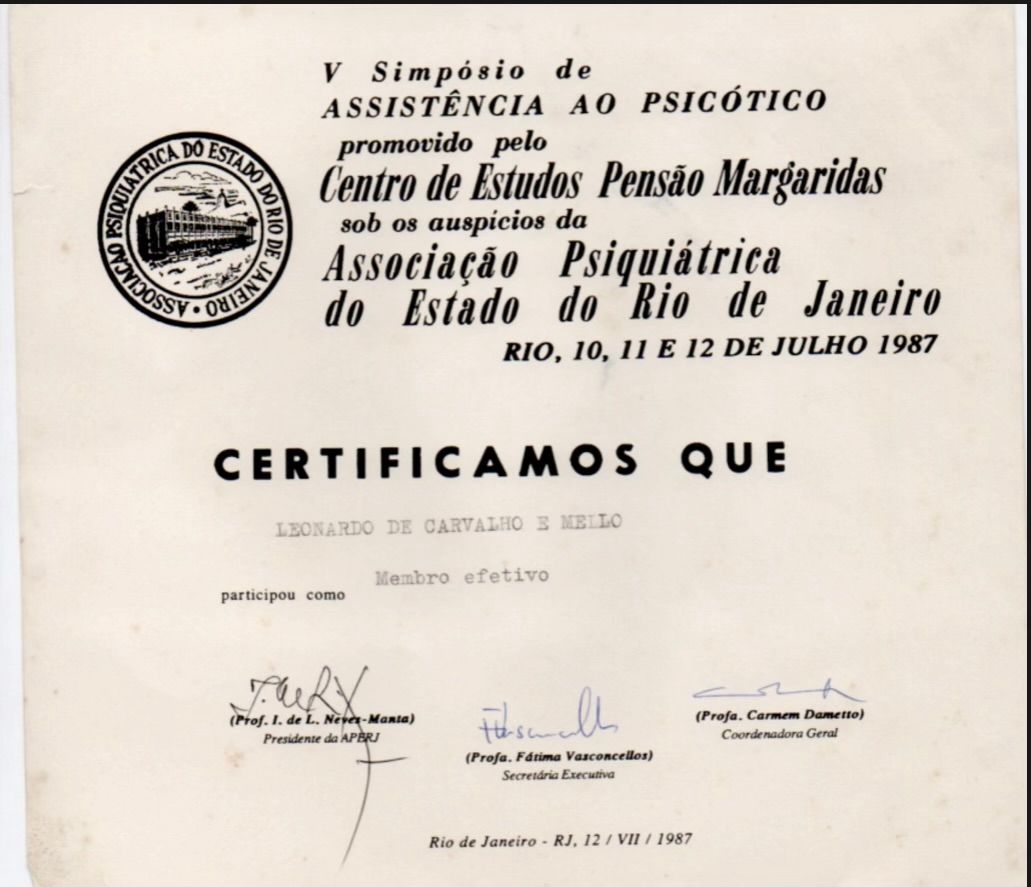 V Simpósio de
ASSISTÊNCIA AO PSICÓTICO
promovido pelo
Centro de Estudos Pensão Margaridas
sob os auspícios da
Associação Psiquiátrica
do Estado do Rio de Janeiro
RIO, 10, 11 E 12 DE JULHO 1987
ASSOCIAÇÃO PSIQUIÁTRICA DO ESTADO DO RIO DE JANEIRO •
CERTIFICAMOS QUE
LEONARDO DE CARVALHO E MELLO
Membro efetivo
participou como
(Prof. I. de L. Neves-Manta)
Presidente da APERJ
(Profa. Fátima Vasconcellos)
Secretária Executiva
(Profa. Carmem Dametto)
Coordenadora Geral
Rio de Janeiro - RJ, 12 / VII / 1987